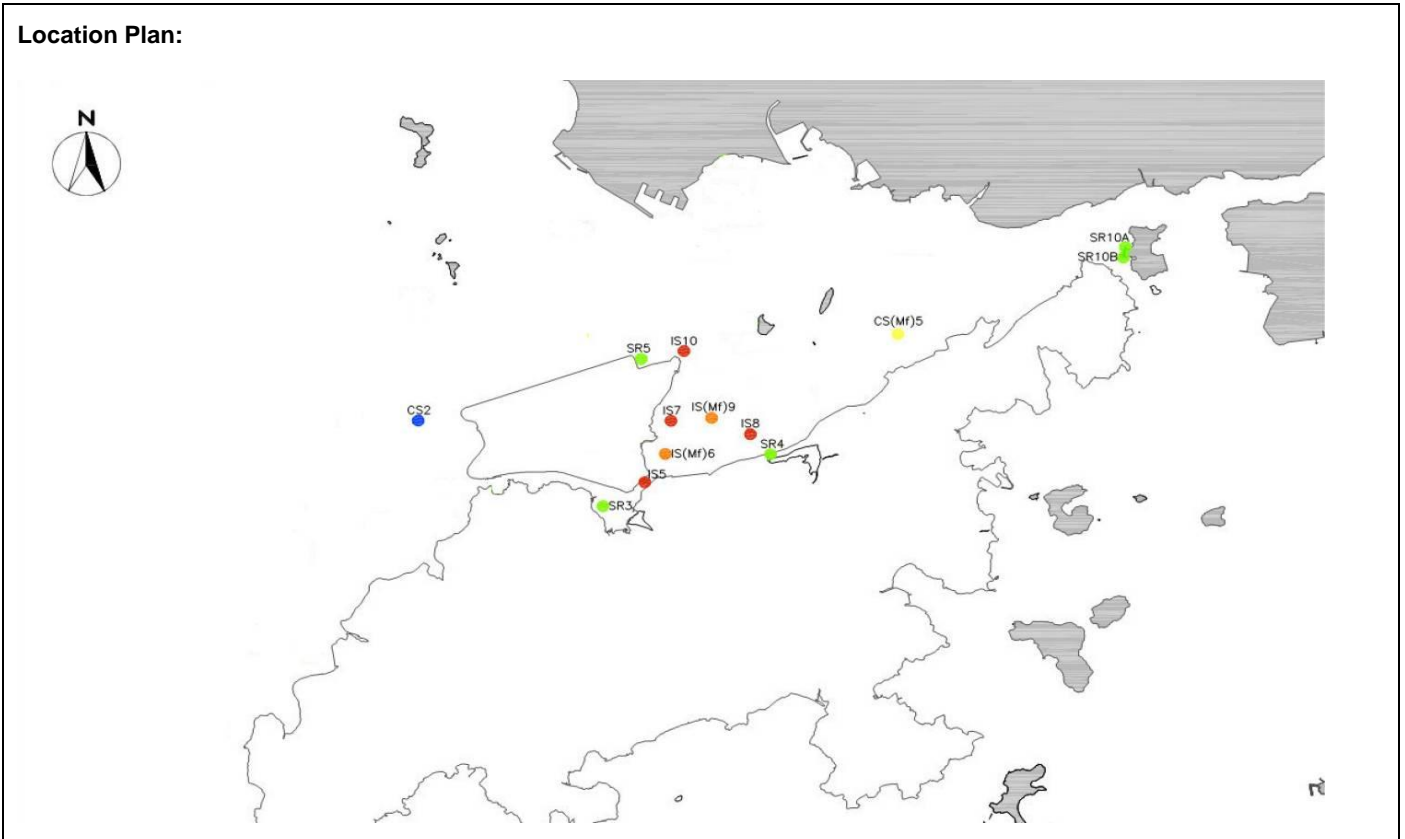 Location Plan:
N
SR10A
SR10B
CS(Mf)5
SR5
IS10
CS2
IS7
IS(Mf)9
IS8
SR4
IS(Mf)6
IS5
SR3